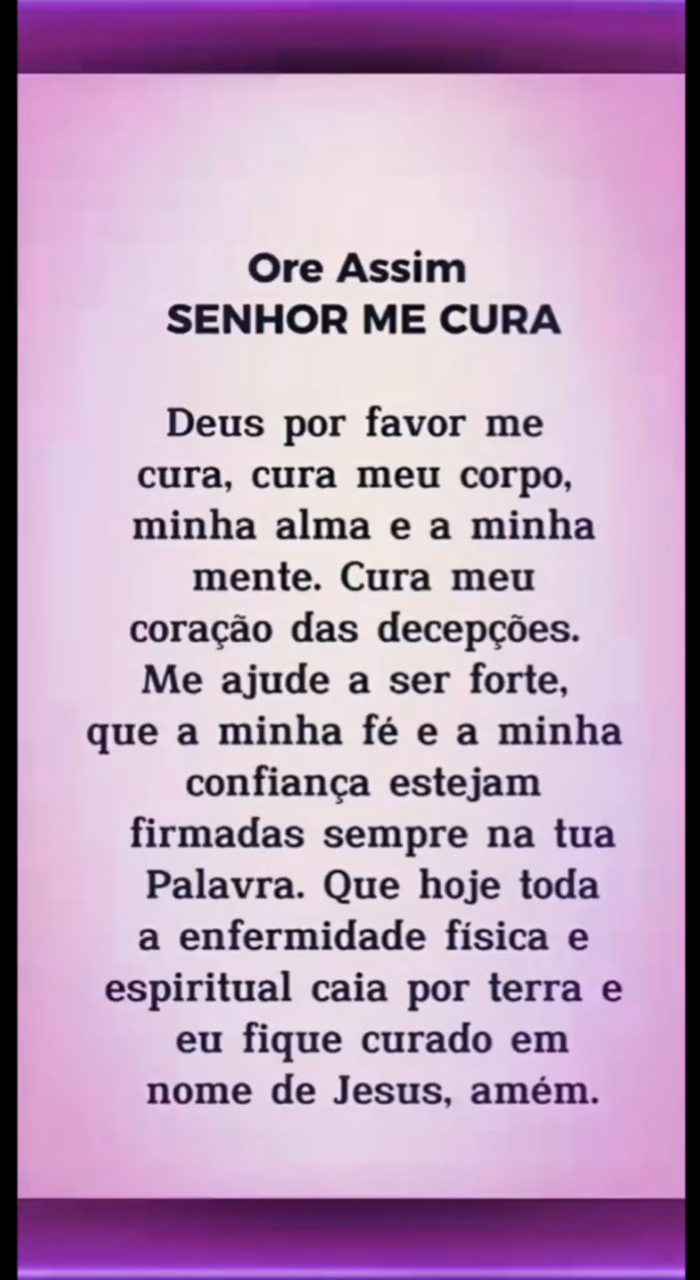 Ore Assim
SENHOR ME CURA
Deus por favor me
cura, cura meu corpo,
minha alma e a minha
mente. Cura meu
coração das decepções.
Me ajude a ser forte,
que a minha fé e a minha
confiança estejam
firmadas sempre na tua
Palavra. Que hoje toda
a enfermidade física e
espiritual caia por terra e
eu fique curado em
nome de Jesus, amém.